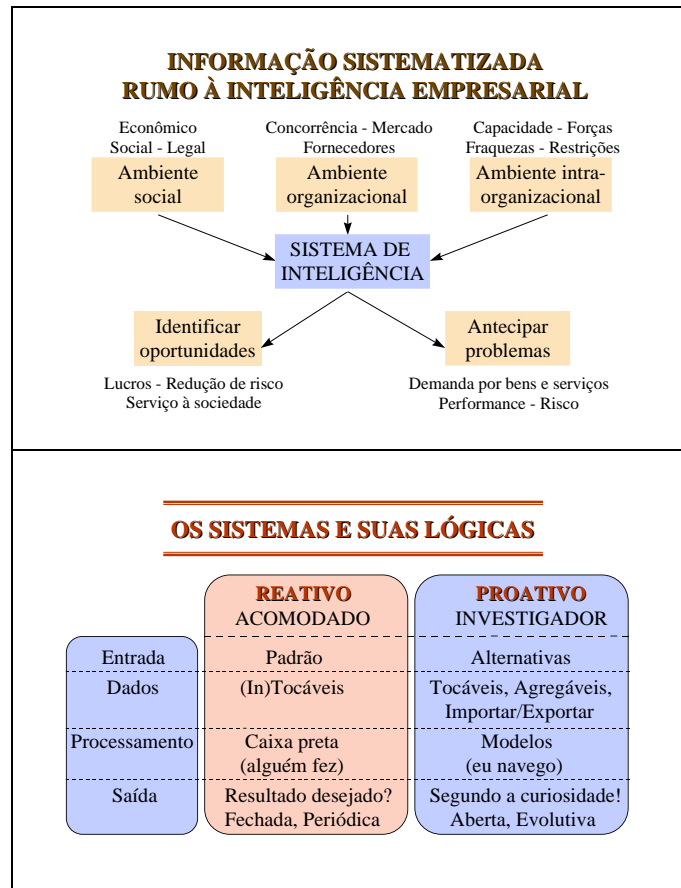 INFORMAÇÃO SISTEMATIZADA
RUMO À INTELIGÊNCIA EMPRESARIAL
Econômico
Social - Legal
Ambiente
social
Concorrência - Mercado
Fornecedores
Ambiente
organizacional
Capacidade - Forças
Fraquezas - Restrições
Ambiente intra-
organizacional
SISTEMA DE
INTELIGÊNCIA
Identificar
oportunidades
Lucros - Redução de risco
Serviço à sociedade
Antecipar
problemas
Demanda por bens e serviços
Performance - Risco
OS SISTEMAS E SUAS LÓGICAS
REATIVO
ACOMODADO
PROATIVO
INVESTIGADOR
Entrada
Padrão
Alternativas
Dados
(In)Tocáveis
Tocáveis, Agregáveis,
Importar/Exportar
Processamento
Caixa preta
(alguém fez)
Modelos
(eu navego)
Saída
Resultado desejado?
Fechada, Periódica
Segundo a curiosidade!
Aberta, Evolutiva